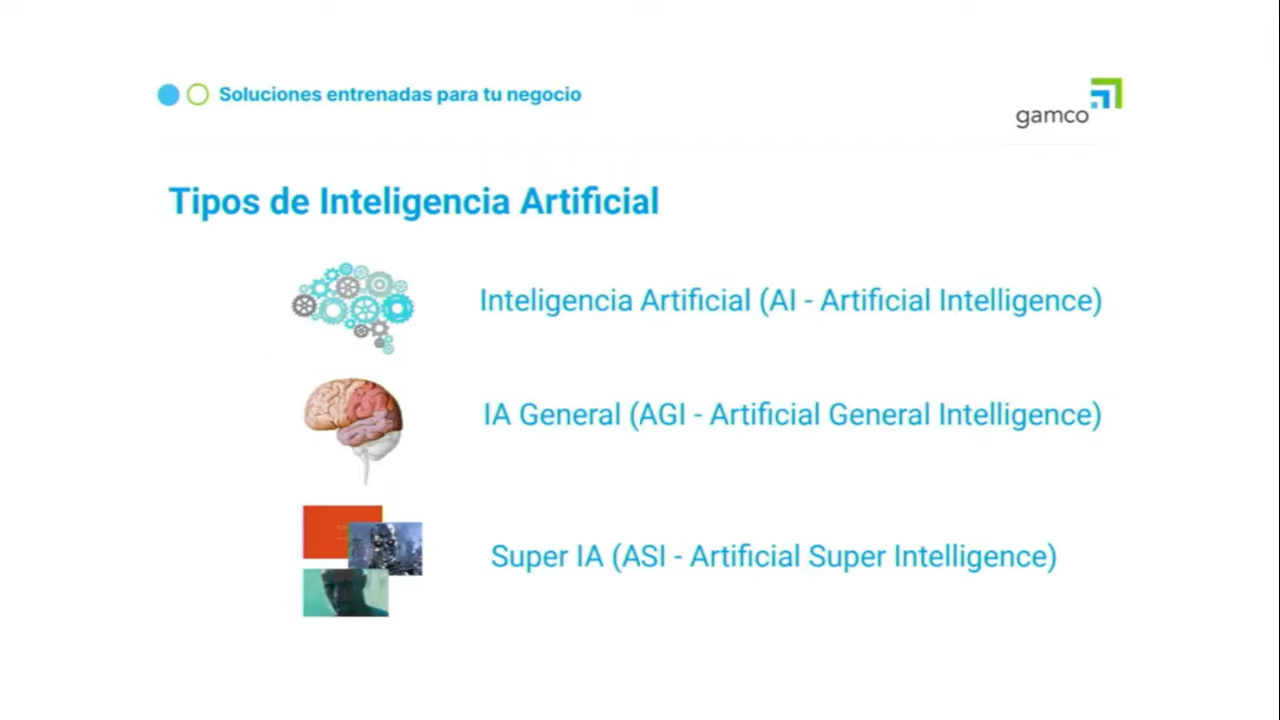 Soluciones entrenadas para tu negocio
gamco
Tipos de Inteligencia Artificial
Inteligencia Artificial (AI - Artificial Intelligence)
IA General (AGI - Artificial General Intelligence)
Super IA (ASI - Artificial Super Intelligence)